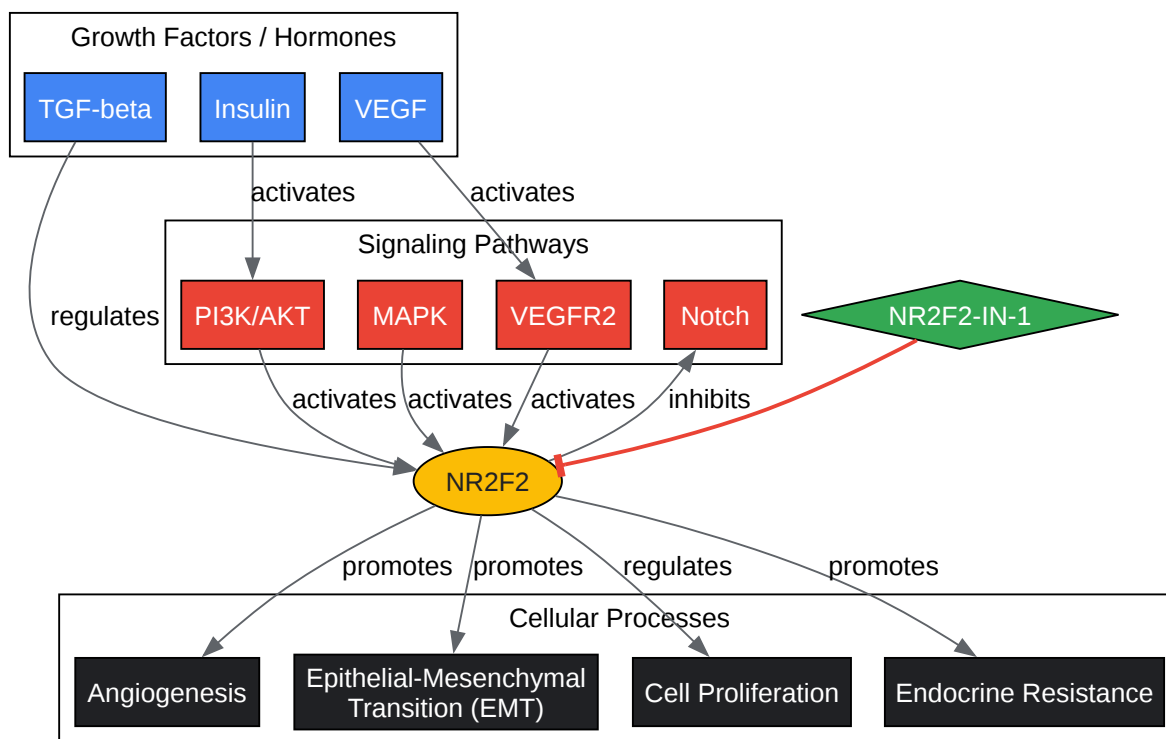 Growth Factors / Hormones
TGF-beta
Insulin
VEGF
activates
activates
Signaling Pathways
regulates
PI3K/AKT
MAPK
VEGFR2
Notch
NR2F2-IN-1
activates
activates
activates
inhibits
NR2F2
promotes
promotes
regulates
promotes
Cellular Processes
Angiogenesis
Epithelial-Mesenchymal
Transition (EMT)
Cell Proliferation
Endocrine Resistance